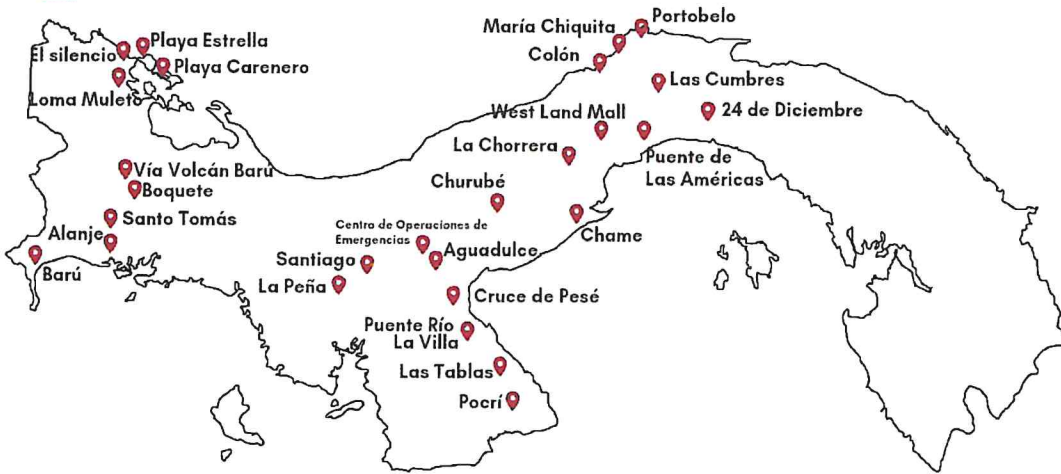 Portobelo
María Chiquita
Colón
Playa Estrella
El silencio
Playa Carenero
Loma Muleto
Las Cumbres
24 de Diciembre
West Land Mall
La Chorrera
Puente de
Las Américas
Vía Volcán Barú
Boquete
Churubé
Santo Tomás
Chame
Centro de Operaciones de
Emergencias
Alanje
Aguadulce
Santiago
Barú
La Peña
Cruce de Pesé
Puente Río
La Villa
Las Tablas
Pocrí